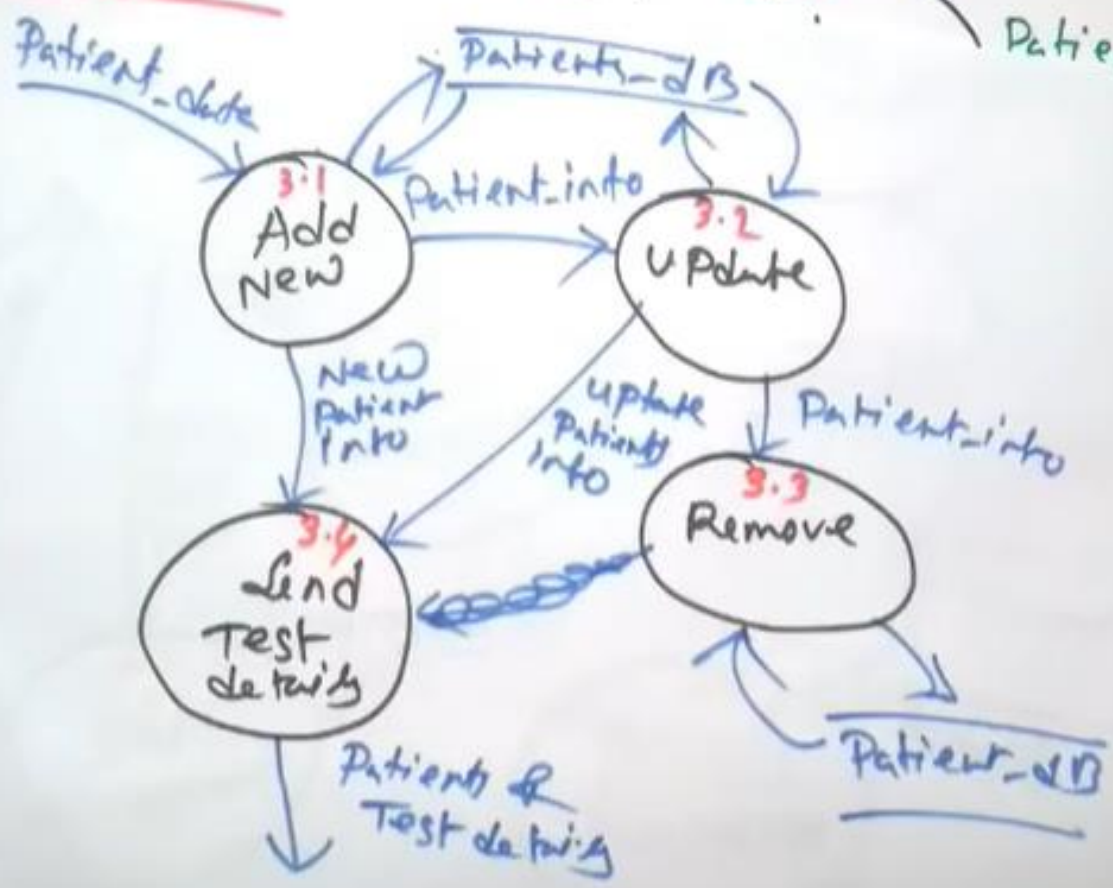 Patient_data
Patients_dB
Patie
3.1
Add
New
Patient_info
3.2
Update
New
Patient
Info
Update
Patients
Info
Patient_info
3.3
Remove
3.4
Send
Test
details
Patient_dB
Patients &
Test details